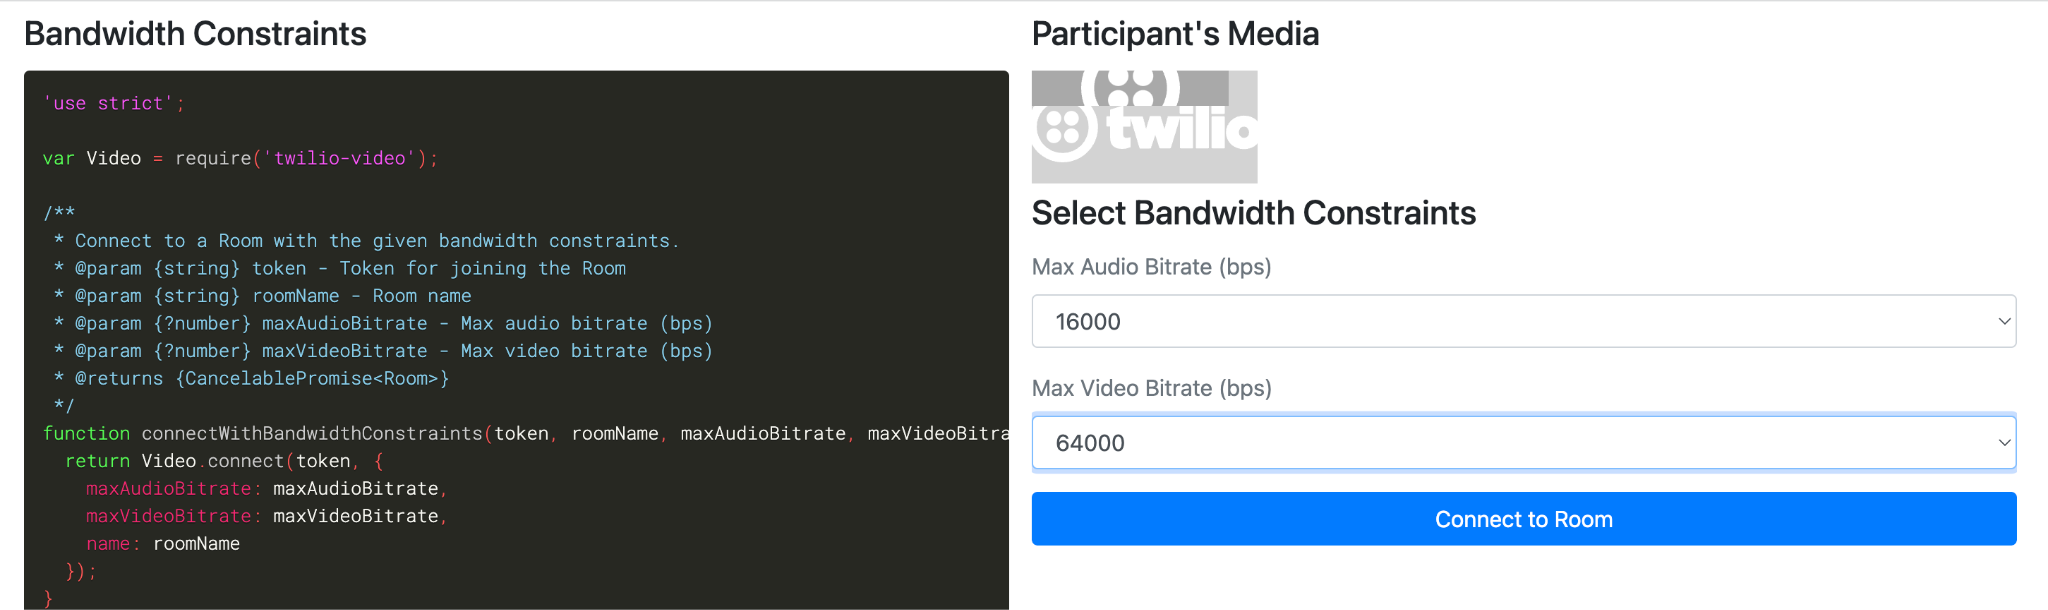 Bandwidth Constraints
'use strict';
var Video = require('twilio-video');
/**
 * Connect to a Room with the given bandwidth constraints.
 * @param {string} token - Token for joining the Room
 * @param {string} roomName - Room name
 * @param {?number} maxAudioBitrate - Max audio bitrate (bps)
 * @param {?number} maxVideoBitrate - Max video bitrate (bps)
 * @returns {CancelablePromise<Room>}
 */
function connectWithBandwidthConstraints(token, roomName, maxAudioBitrate, maxVideoBitra
  return Video.connect(token, {
    maxAudioBitrate: maxAudioBitrate,
    maxVideoBitrate: maxVideoBitrate,
    name: roomName
  });
}
Participant's Media
twilio
Select Bandwidth Constraints
Max Audio Bitrate (bps)
16000
Max Video Bitrate (bps)
64000
Connect to Room